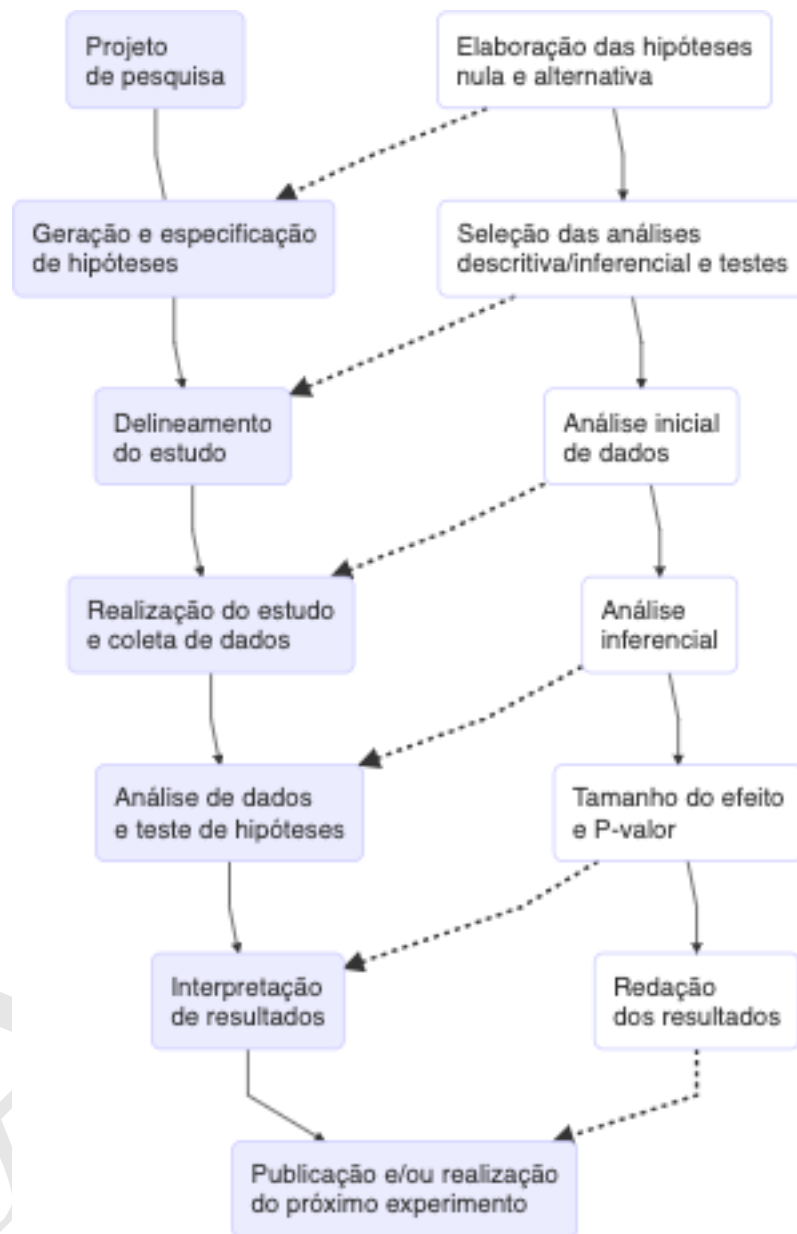 Projeto
de pesquisa
Elaboração das hipóteses
nula e alternativa
Geração e especificação
de hipóteses
Seleção das análises
descritiva/inferencial e testes
Delineamento
do estudo
Análise inicial
de dados
Realização do estudo
e coleta de dados
Análise
inferencial
Análise de dados
e teste de hipóteses
Tamanho do efeito
e P-valor
Interpretação
de resultados
Redação
dos resultados
Publicação e/ou realização
do próximo experimento